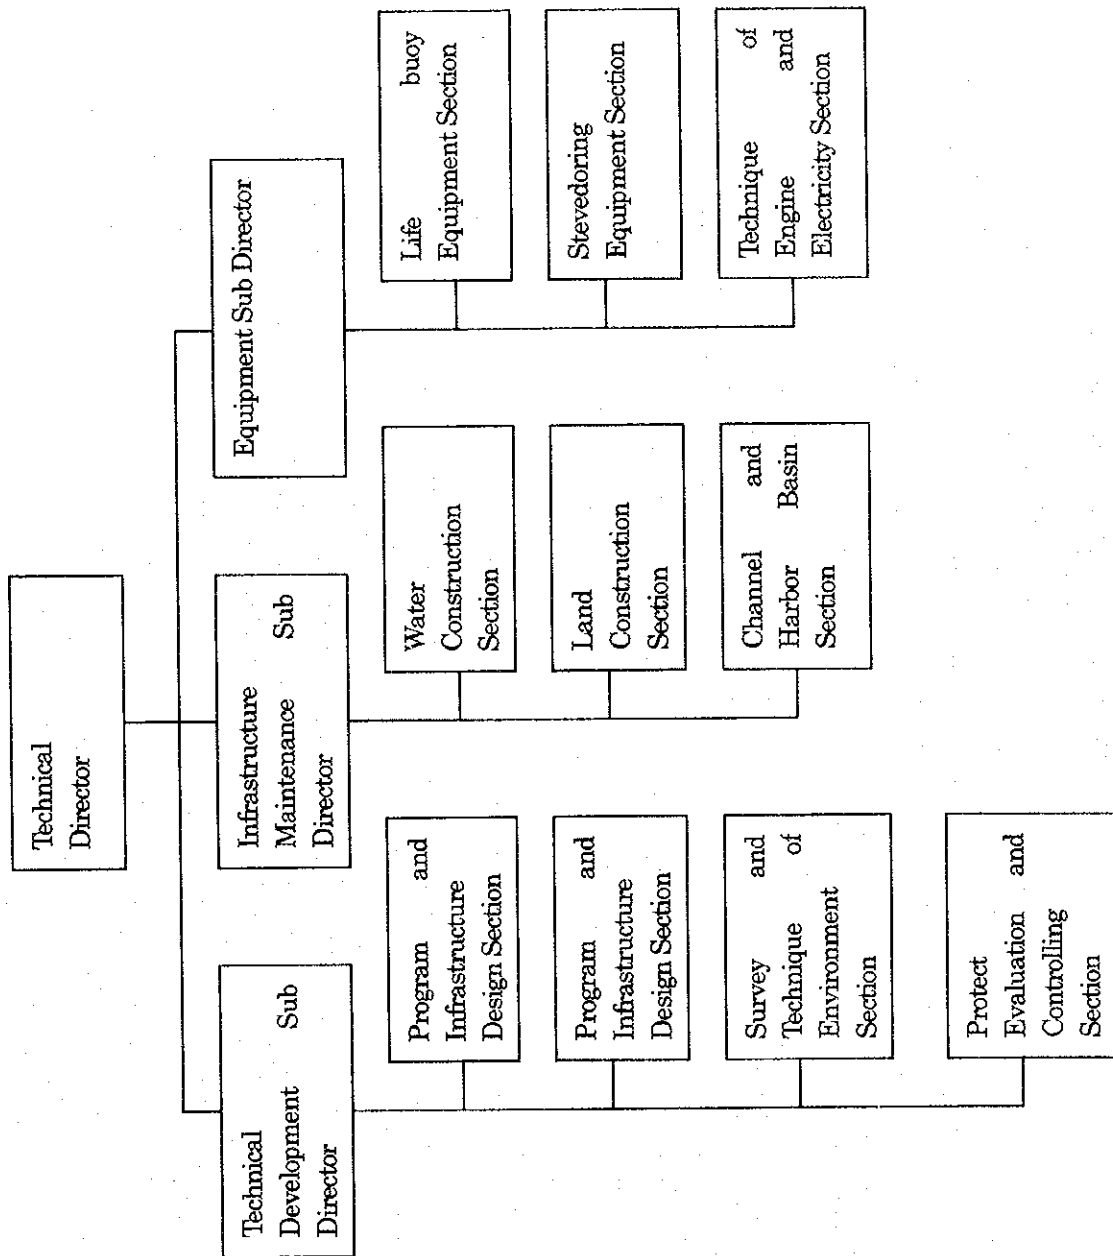 Technical
Director
Technical Sub
Development
Director
Infrastructure Sub
Maintenance
Director
Equipment Sub Director
Program and
Infrastructure
Design Section
Program and
Infrastructure
Design Section
Survey and
Technique of
Environment
Section
Protect
Evaluation and
Controlling
Section
Water
Construction
Section
Land
Construction
Section
Channel and
Harbor Basin
Section
Life buoy
Equipment Section
Stevedoring
Equipment Section
Technique of
Engine and
Electricity Section